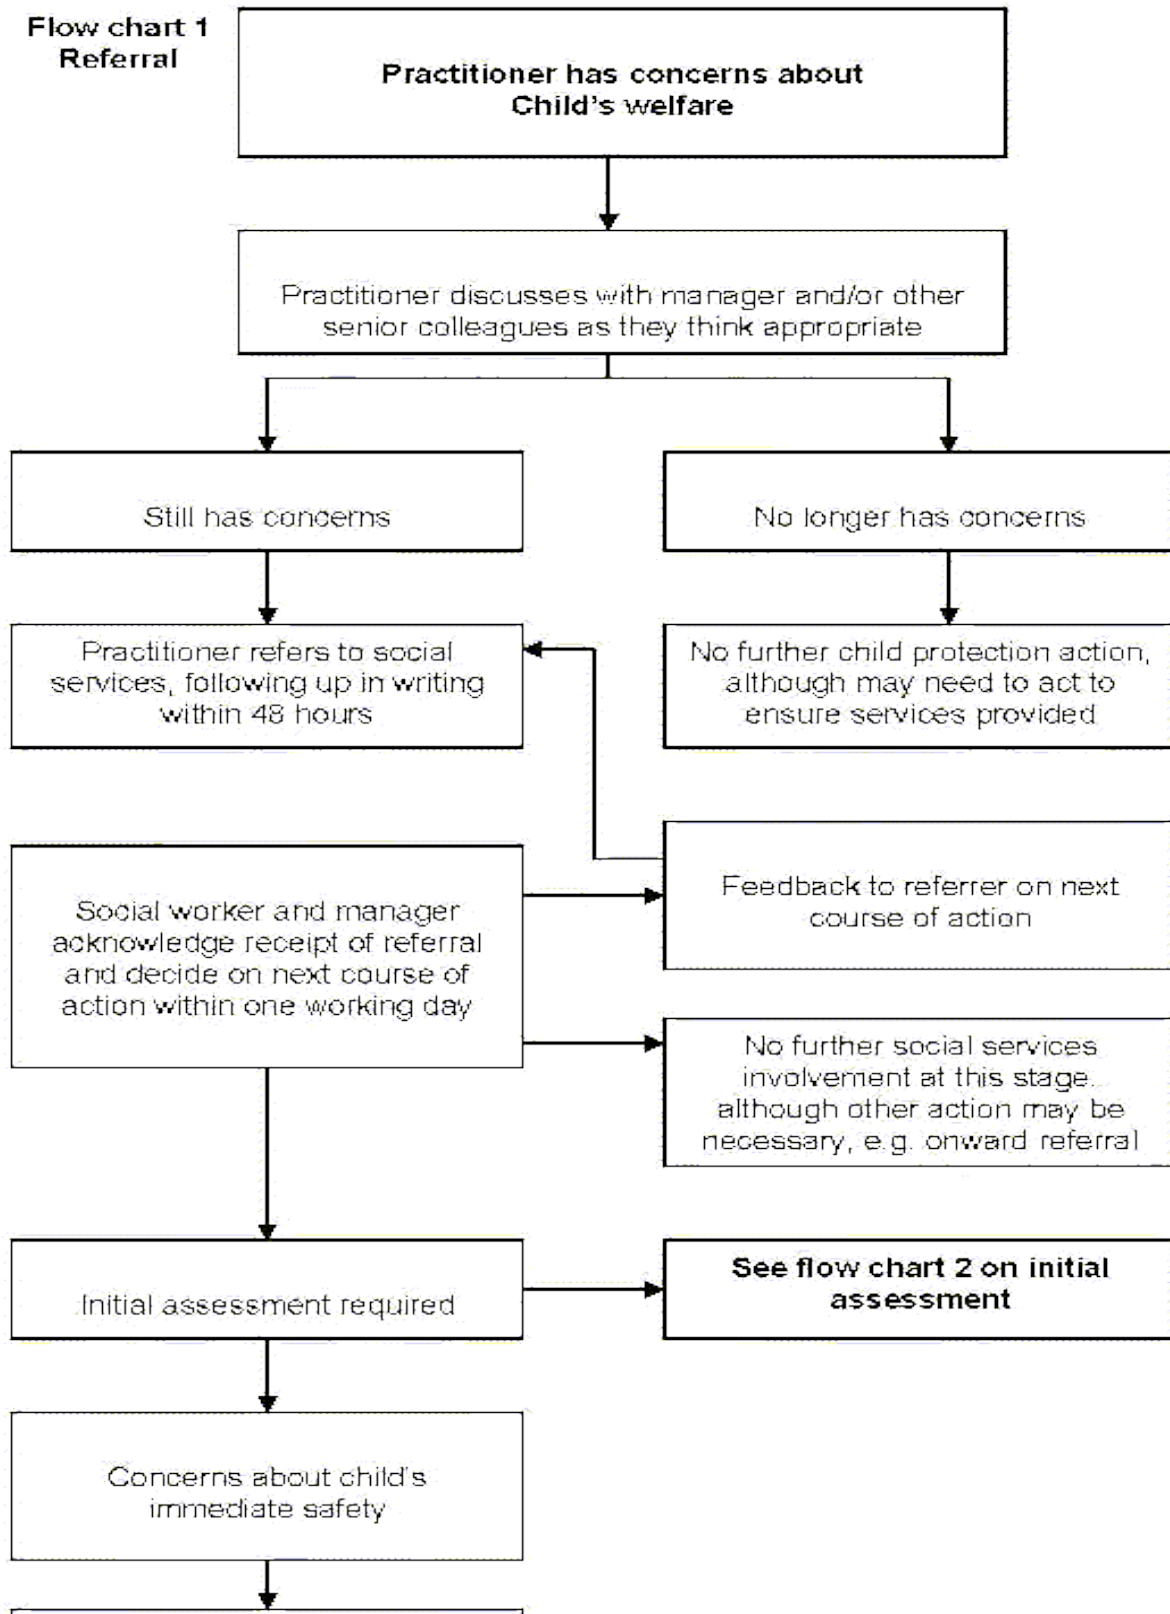 Flow chart 1
Referral
Practitioner has concerns about
Child's welfare
Practitioner discusses with manager and/or other
senior colleagues as they think appropriate
Still has concerns
No longer has concerns
Practitioner refers to social
services, following up in writing
within 48 hours
No further child protection action,
although may need to act to
ensure services provided
Feedback to referrer on next
course of action
Social worker and manager
acknowledge receipt of referral
and decide on next course of
action within one working day
No further social services
involvement at this stage,
although other action may be
necessary, e.g. onward referral
Initial assessment required
See flow chart 2 on initial
assessment
Concerns about child's
immediate safety